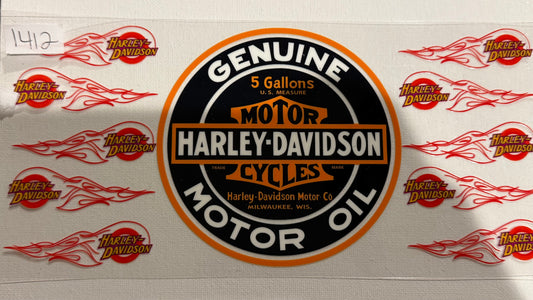 1412
GENUINE
5 Gallons
U.S. MEASURE
MOTOR
HARLEY-DAVIDSON
TRADE MARK
CYCLES
Harley-Davidson Motor Co
MILWAUKEE, WIS.
MOTOR OIL
HARLEY-DAVIDSON
HARLEY-DAVIDSON
HARLEY-DAVIDSON
HARLEY-DAVIDSON
HARLEY-DAVIDSON
HARLEY-DAVIDSON
HARLEY-DAVIDSON
HARLEY-DAVIDSON
HARLEY-DAVIDSON
HARLEY-DAVIDSON